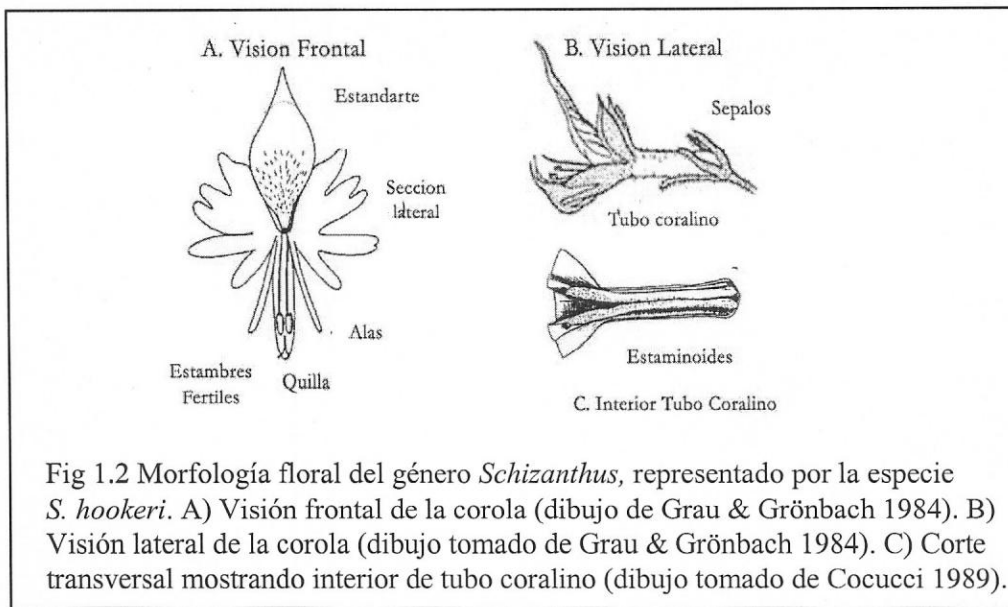 A. Vision Frontal
Estandarte
Seccion
lateral
Alas
Estambres
Fertiles
Quilla
B. Vision Lateral
Sepalos
Tubo coralino
Estaminoides
C. Interior Tubo Coralino
Fig 1.2 Morfología floral del género Schizanthus, representado por la especie
S. hookeri. A) Visión frontal de la corola (dibujo de Grau & Grönbach 1984). B)
Visión lateral de la corola (dibujo tomado de Grau & Grönbach 1984). C) Corte
transversal mostrando interior de tubo coralino (dibujo tomado de Cocucci 1989).